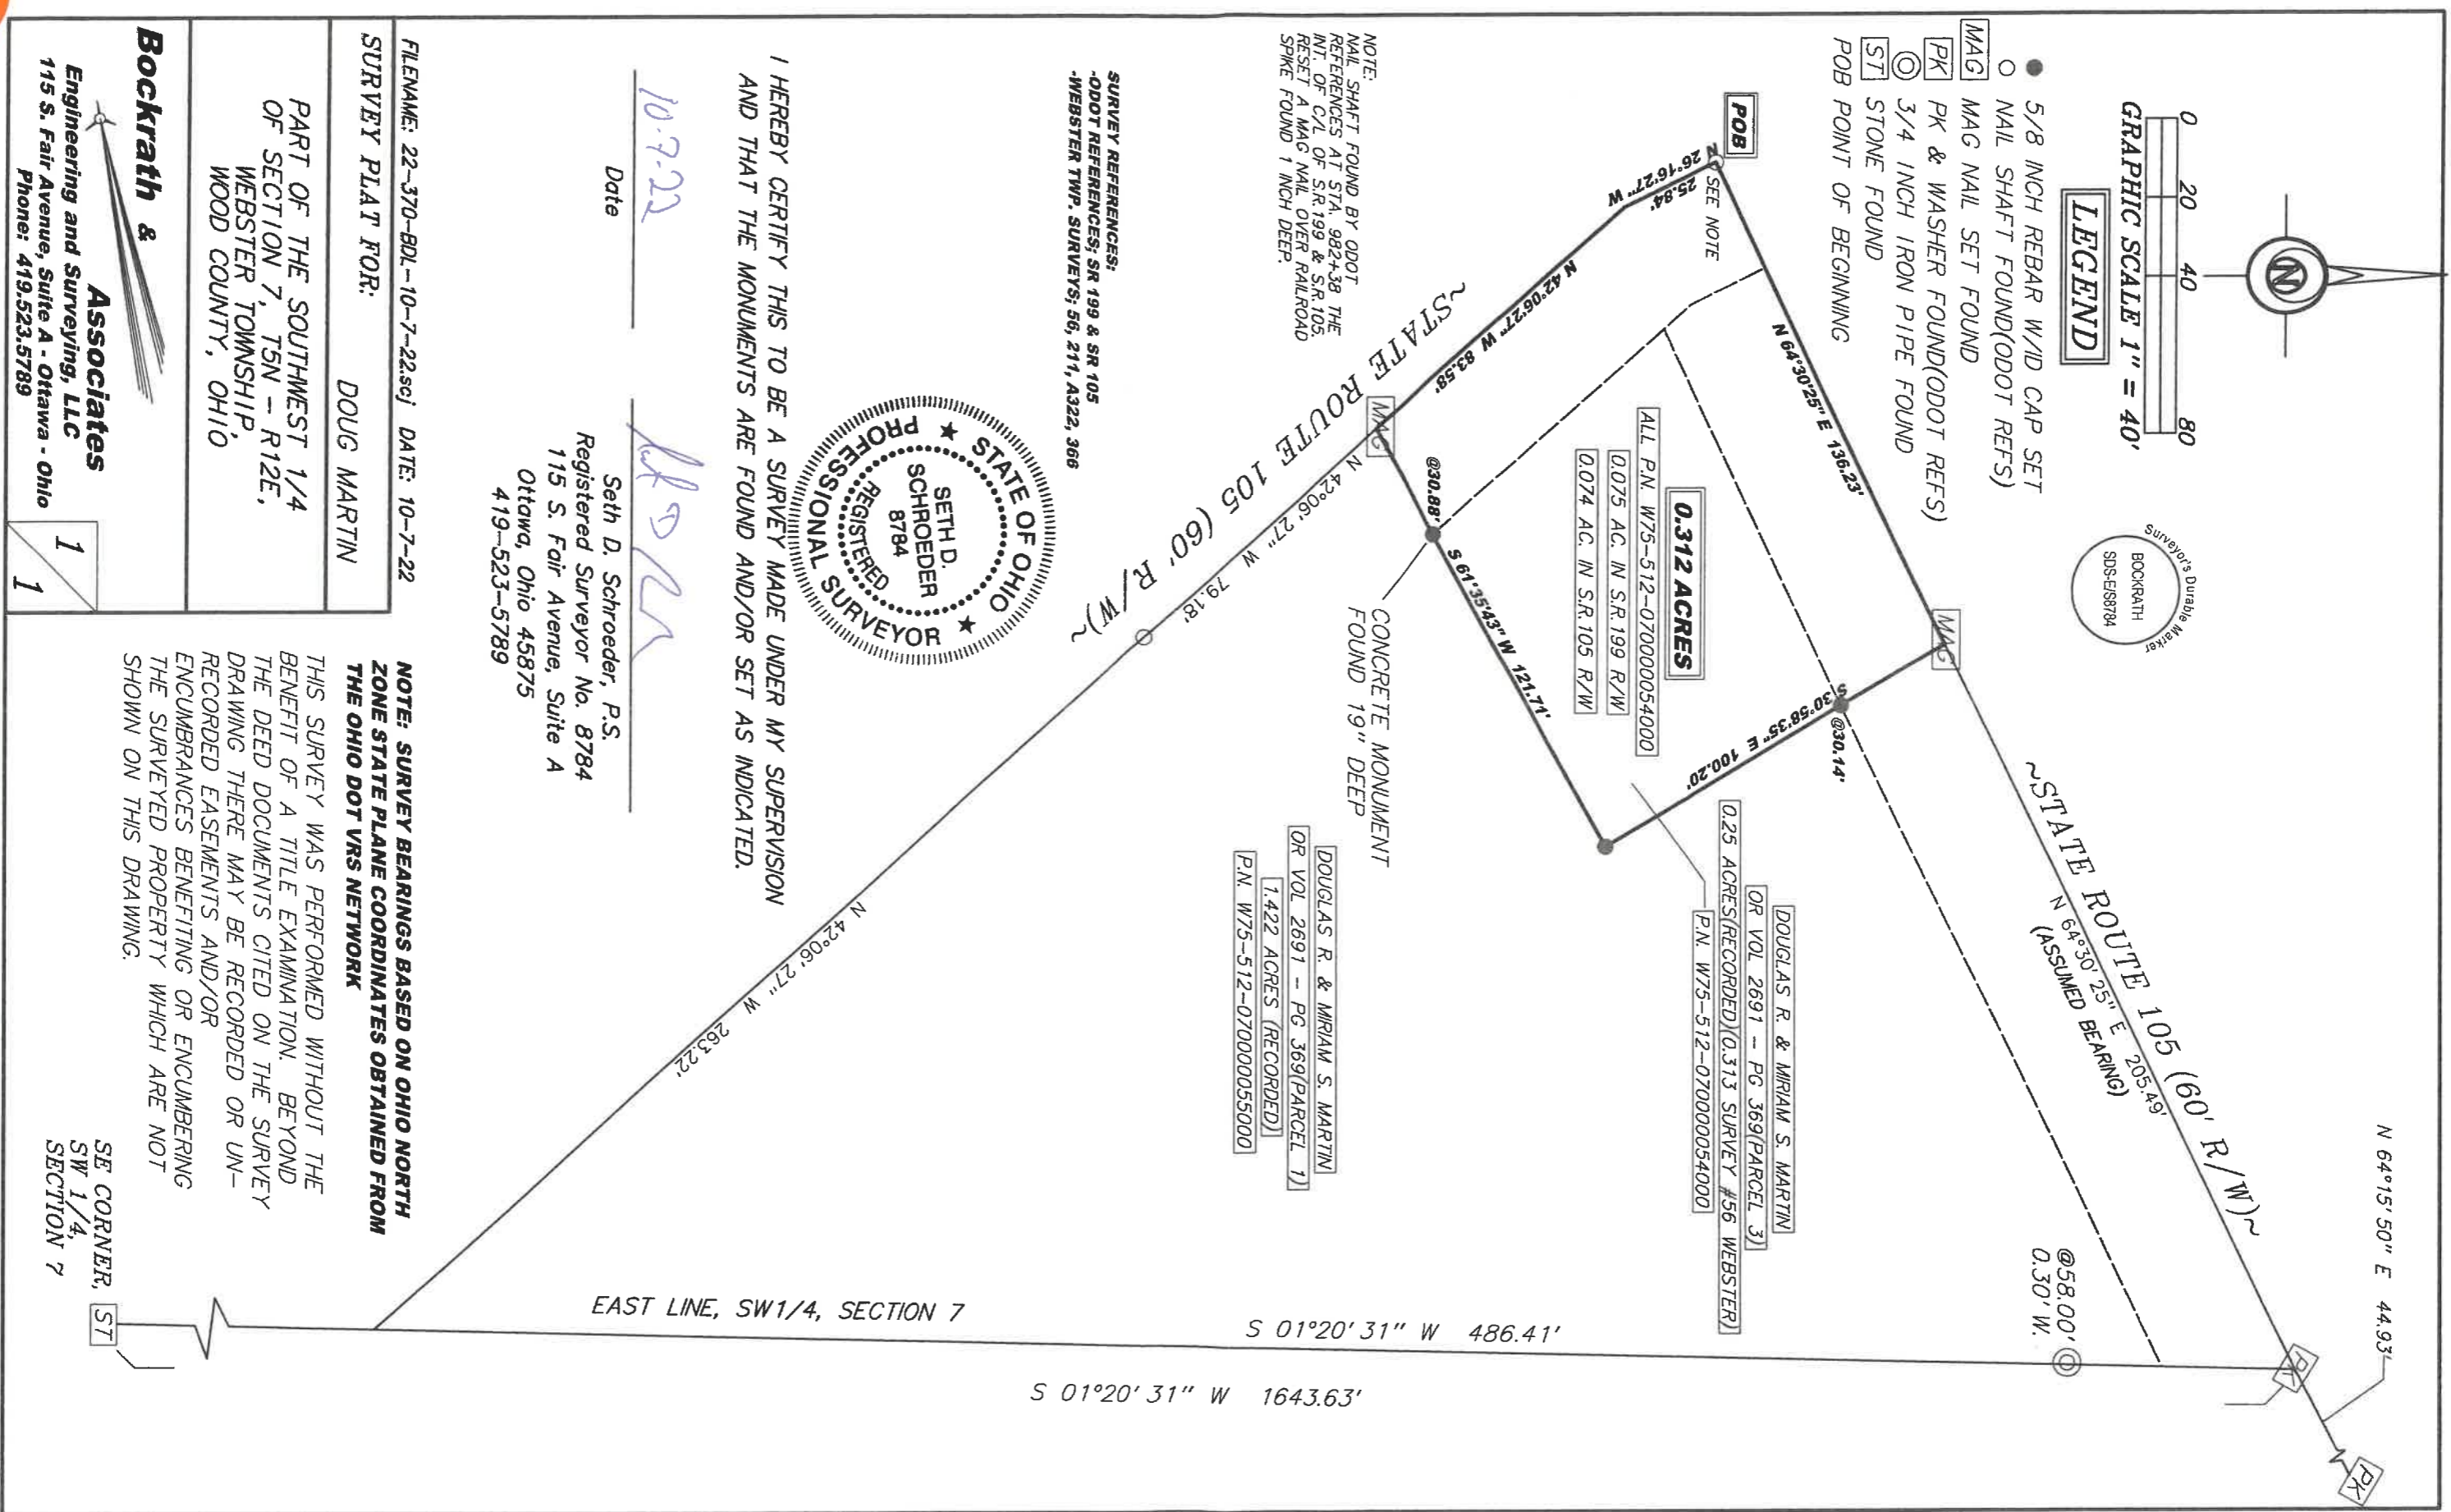 0 20 40 80
GRAPHIC SCALE 1" = 40'
N
LEGEND
5/8 INCH REBAR W/ID CAP SET
NAIL SHAFT FOUND(ODOT REFS)
MAG MAG NAIL SET FOUND
PK PK & WASHER FOUND(ODOT REFS)
3/4 INCH IRON PIPE FOUND
ST STONE FOUND
POB POINT OF BEGINNING
Surveyor's Durable Marker
BOCKRATH
SDS-E/S8784
POB
SEE NOTE
N 26°16'27" W
25.84'
N 42°06'27" W 83.58'
N 64°30'25" E 136.23'
MAG
MAG
S 30°58'35" E 100.20'
@30.14'
S 61°35'43" W 121.71'
@30.88'
ALL P.N. W75-512-070000054000
0.312 ACRES
0.075 AC. IN S.R.199 R/W
0.074 AC. IN S.R.105 R/W
CONCRETE MONUMENT
FOUND 19" DEEP
~STATE ROUTE 105 (60' R/W)~
N 64°30'25" E 205.49'
(ASSUMED BEARING)
N 64°15'50" E 44.93'
PK
PK
@58.00'
0.30' W.
DOUGLAS R. & MIRIAM S. MARTIN
OR VOL 2691 - PG 369(PARCEL 3)
0.25 ACRES(RECORDED)(0.313 SURVEY #56 WEBSTER)
P.N. W75-512-070000054000
DOUGLAS R. & MIRIAM S. MARTIN
OR VOL 2691 - PG 369(PARCEL 1)
1.422 ACRES (RECORDED)
P.N. W75-512-070000055000
NOTE:
NAIL SHAFT FOUND BY ODOT
REFERENCES AT STA. 982+38 THE
INT. OF C/L OF S.R.199 & S.R.105.
RESET A MAG NAIL OVER RAILROAD
SPIKE FOUND 1 INCH DEEP.
~STATE ROUTE 105 (60' R/W)~
N 42°06'27" W 79.18'
N 42°06'27" W 263.22'
S 01°20'31" W 486.41'
S 01°20'31" W 1643.63'
EAST LINE, SW1/4, SECTION 7
SURVEY REFERENCES:
-ODOT REFERENCES; SR 199 & SR 105
-WEBSTER TWP. SURVEYS; 56, 211, A322, 366
STATE OF OHIO
SETH D.
SCHROEDER
8784
REGISTERED
PROFESSIONAL SURVEYOR
I HEREBY CERTIFY THIS TO BE A SURVEY MADE UNDER MY SUPERVISION
AND THAT THE MONUMENTS ARE FOUND AND/OR SET AS INDICATED.
10-7-22
Date
Seth D. Schroeder, P.S.
Registered Surveyor No. 8784
115 S. Fair Avenue, Suite A
Ottawa, Ohio 45875
419-523-5789
NOTE: SURVEY BEARINGS BASED ON OHIO NORTH
ZONE STATE PLANE COORDINATES OBTAINED FROM
THE OHIO DOT VRS NETWORK
THIS SURVEY WAS PERFORMED WITHOUT THE
BENEFIT OF A TITLE EXAMINATION. BEYOND
THE DEED DOCUMENTS CITED ON THE SURVEY
DRAWING THERE MAY BE RECORDED OR UN-
RECORDED EASEMENTS AND/OR
ENCUMBRANCES BENEFITING OR ENCUMBERING
THE SURVEYED PROPERTY WHICH ARE NOT
SHOWN ON THIS DRAWING.
SE CORNER,
SW 1/4,
SECTION 7
ST
FILENAME: 22-370-BDL-10-7-22.scj DATE: 10-7-22
SURVEY PLAT FOR:
DOUG MARTIN
PART OF THE SOUTHWEST 1/4
OF SECTION 7, T5N - R12E,
WEBSTER TOWNSHIP,
WOOD COUNTY, OHIO
Bockrath &
Associates
Engineering and Surveying, LLC
115 S. Fair Avenue, Suite A - Ottawa - Ohio
Phone: 419.523.5789
1
1